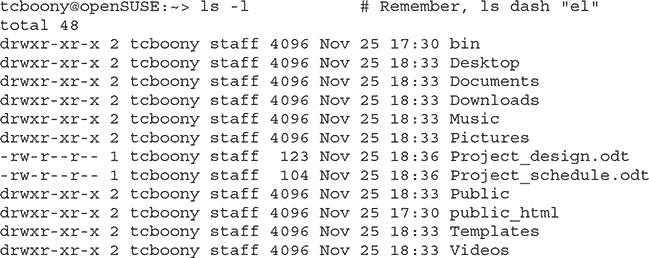 tcboony@openSUSE:~> ls -l           # Remember, ls dash "el"
total 48
drwxr-xr-x 2 tcboony staff 4096 Nov 25 17:30 bin
drwxr-xr-x 2 tcboony staff 4096 Nov 25 18:33 Desktop
drwxr-xr-x 2 tcboony staff 4096 Nov 25 18:33 Documents
drwxr-xr-x 2 tcboony staff 4096 Nov 25 18:33 Downloads
drwxr-xr-x 2 tcboony staff 4096 Nov 25 18:33 Music
drwxr-xr-x 2 tcboony staff 4096 Nov 25 18:33 Pictures
-rw-r--r-- 1 tcboony staff  123 Nov 25 18:36 Project_design.odt
-rw-r--r-- 1 tcboony staff  104 Nov 25 18:36 Project_schedule.odt
drwxr-xr-x 2 tcboony staff 4096 Nov 25 18:33 Public
drwxr-xr-x 2 tcboony staff 4096 Nov 25 17:30 public_html
drwxr-xr-x 2 tcboony staff 4096 Nov 25 18:33 Templates
drwxr-xr-x 2 tcboony staff 4096 Nov 25 18:33 Videos